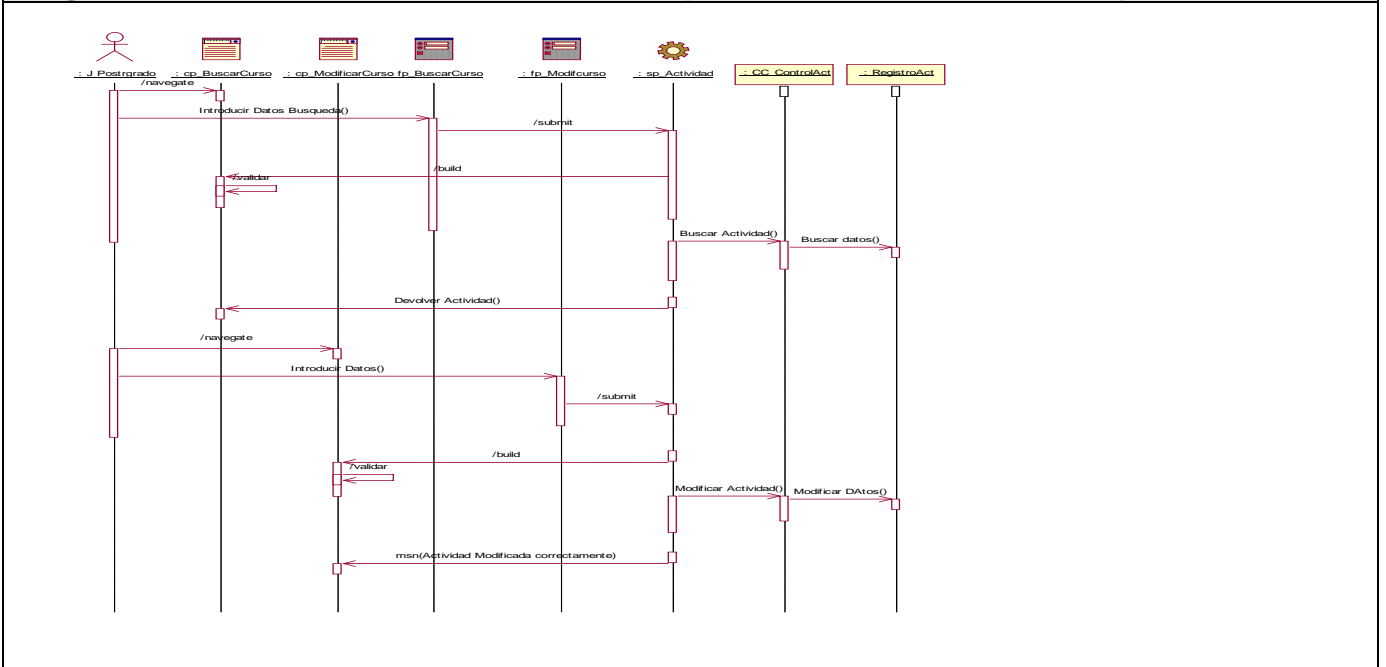 : J_Postrgrado
: cp_BuscarCurso
: cp_ModificarCurso
fp_BuscarCurso
: fp_Modifcurso
: sp_Actividad
: CC_ControlAct
: RegistroAct
/navegate
Introducir Datos Busqueda()
/submit
/build
/validar
Buscar Actividad()
Buscar datos()
Devolver Actividad()
/navegate
Introducir Datos()
/submit
/build
/validar
Modificar Actividad()
Modificar DAtos()
msn(Actividad Modificada correctamente)